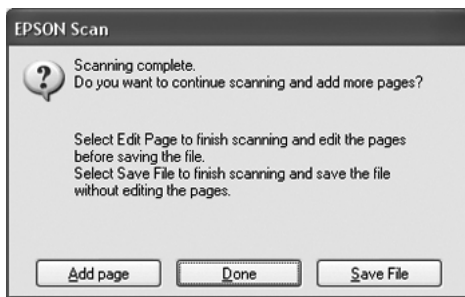 EPSON Scan
Scanning complete.
Do you want to continue scanning and add more pages?
Select Edit Page to finish scanning and edit the pages
before saving the file.
Select Save File to finish scanning and save the file
without editing the pages.
Add page
Done
Save File